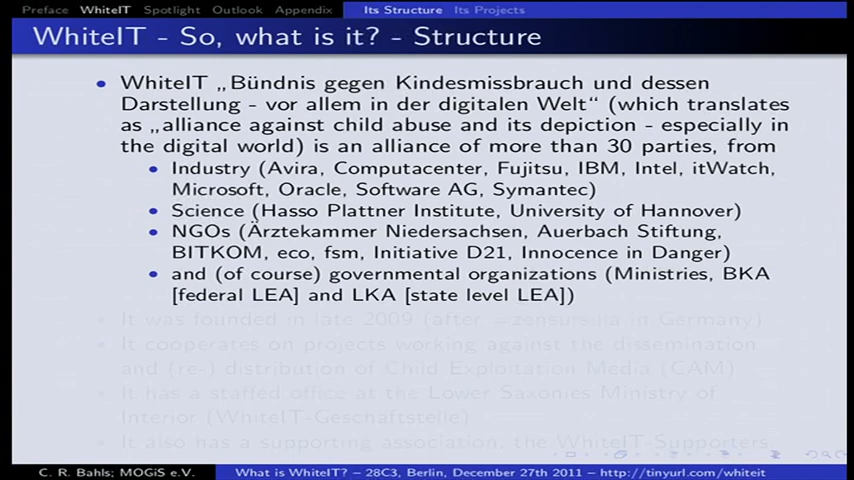 Preface WhiteIT Spotlight Outlook Appendix Its Structure Its Projects
WhiteIT - So, what is it? - Structure
WhiteIT „Bündnis gegen Kindesmissbrauch und dessen
Darstellung - vor allem in der digitalen Welt“ (which translates
as „alliance against child abuse and its depiction - especially in
the digital world) is an alliance of more than 30 parties, from
Industry (Avira, Computacenter, Fujitsu, IBM, Intel, itWatch,
Microsoft, Oracle, Software AG, Symantec)
Science (Hasso Plattner Institute, University of Hannover)
NGOs (Ärztekammer Niedersachsen, Auerbach Stiftung,
BITKOM, eco, fsm, Initiative D21, Innocence in Danger)
and (of course) governmental organizations (Ministries, BKA
[federal LEA] and LKA [state level LEA])
It was founded in late 2009 (after #zensursula in Germany)
It cooperates on projects working against the dissemination
and (re-) distribution of Child Exploitation Media (CAM)
It has a staffed office at the Lower Saxonies Ministry of
Interior (WhiteIT-Geschäftstelle)
It also has a supporting association, the WhiteIT-Supporters.
C. R. Bahls; MOGiS e.V. What is WhiteIT? – 28C3, Berlin, December 27th 2011 – http://tinyurl.com/whiteit